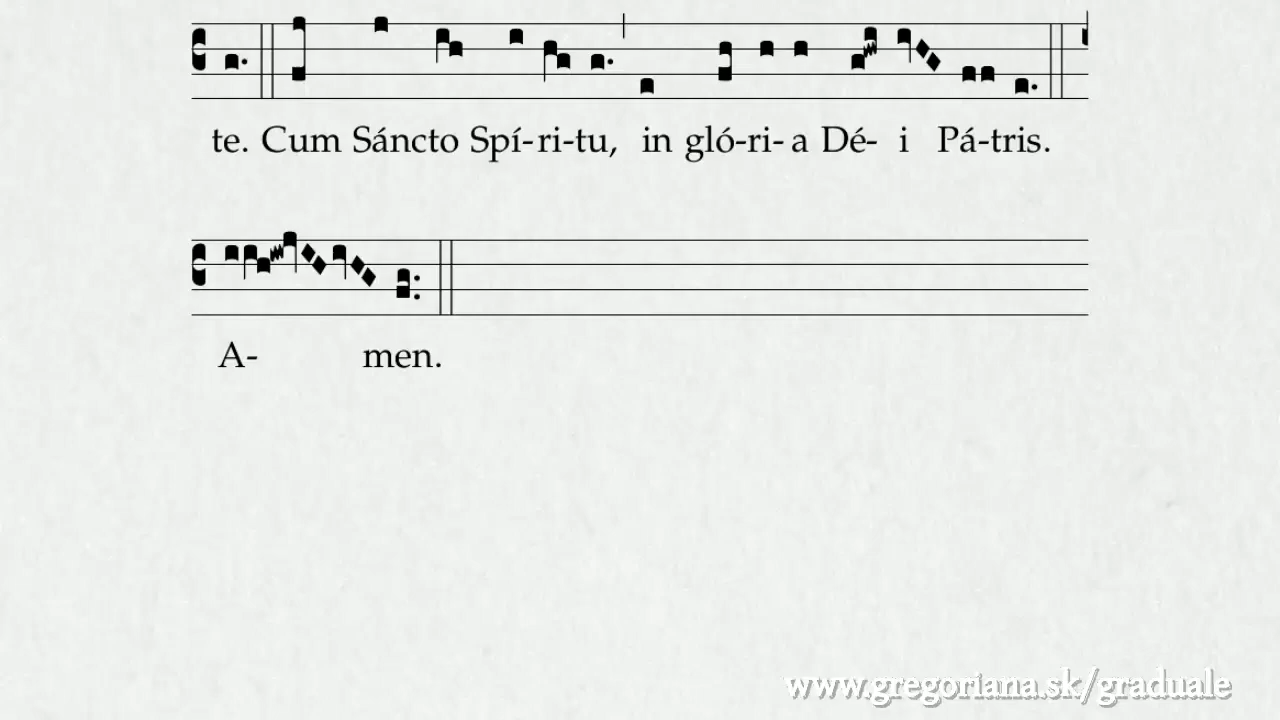 te. Cum Sáncto Spí-ri-tu, in gló-ri-a Dé- i Pá-tris.
A- men.
www.gregoriana.sk/graduale